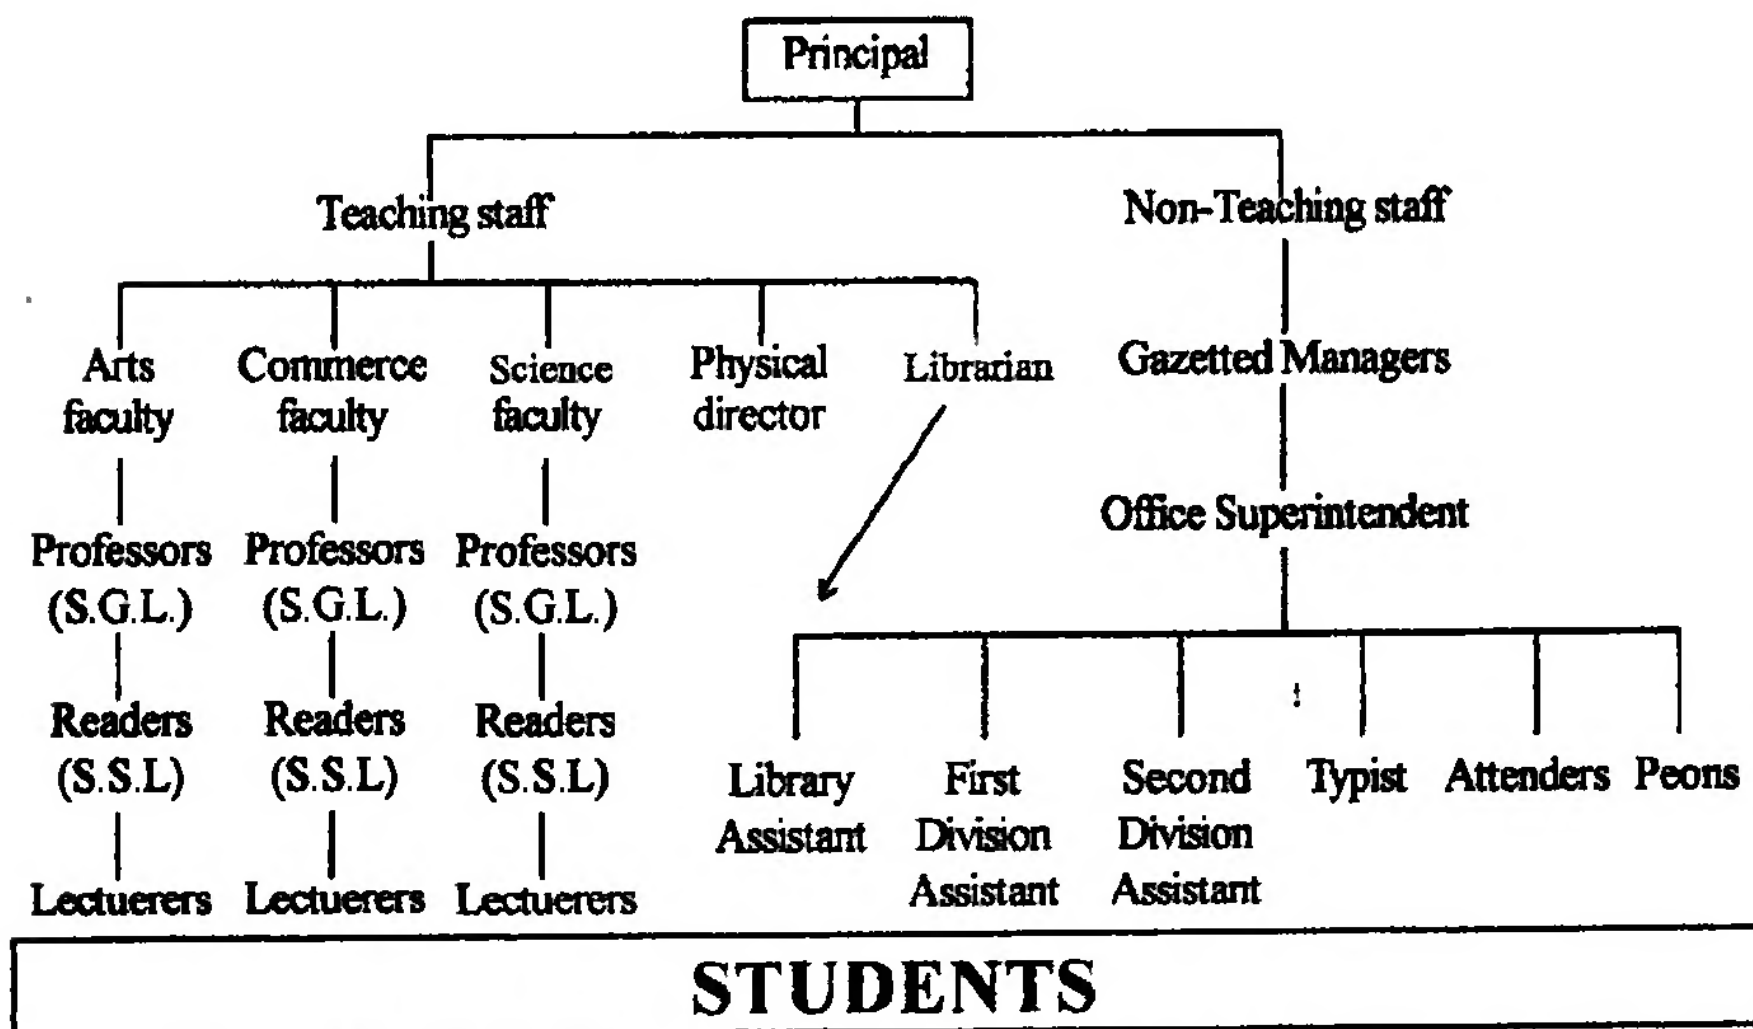 Principal
Teaching staff
Non-Teaching staff
Arts
faculty
Commerce
faculty
Science
faculty
Physical
director
Librarian
Gazetted Managers
Office Superintendent
Professors
(S.G.L.)
Professors
(S.G.L.)
Professors
(S.G.L.)
Readers
(S.S.L)
Readers
(S.S.L)
Readers
(S.S.L)
Lectuerers
Lectuerers
Lectuerers
Library
Assistant
First
Division
Assistant
Second
Division
Assistant
Typist
Attenders
Peons
STUDENTS